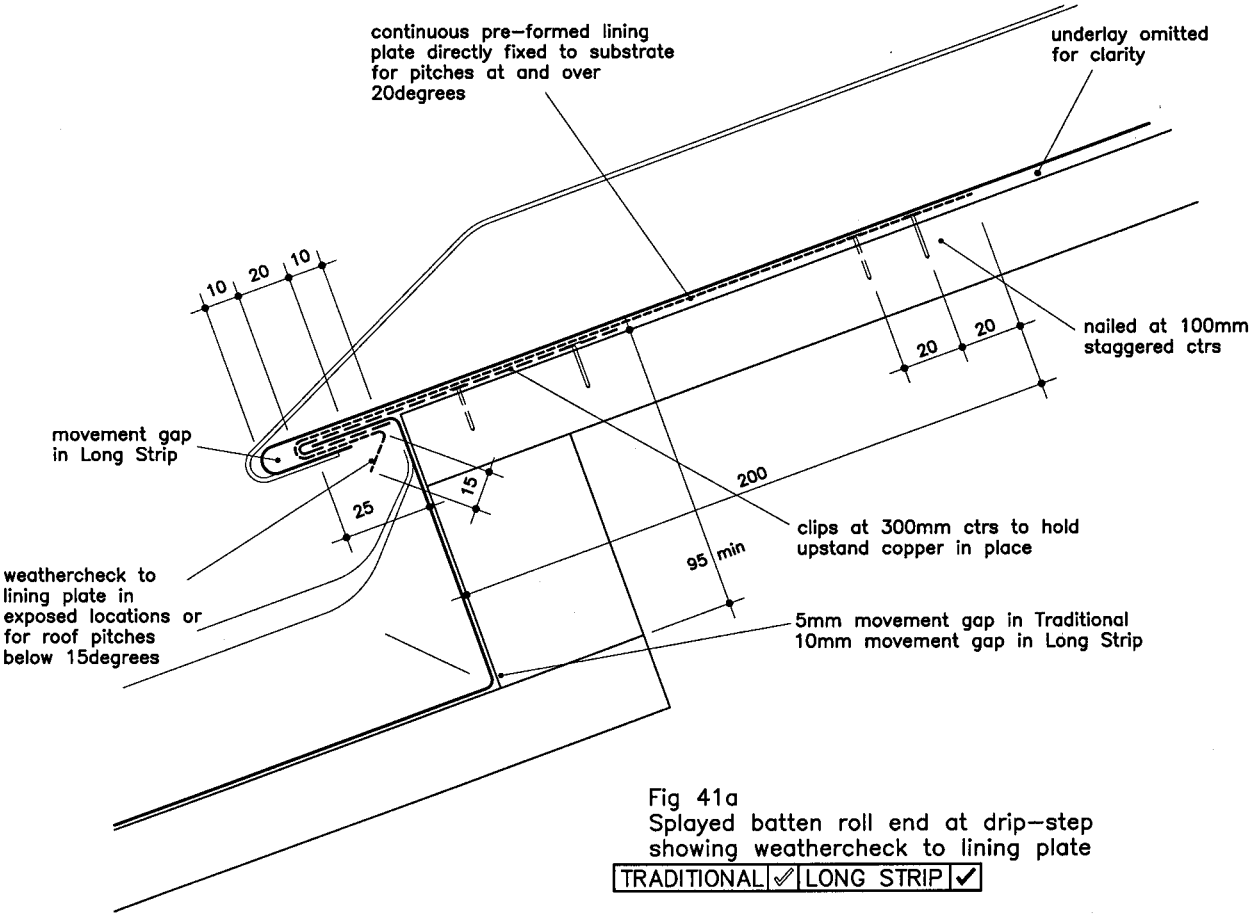 continuous pre-formed lining
plate directly fixed to substrate
for pitches at and over
20degrees
underlay omitted
for clarity
10
20
10
nailed at 100mm
staggered ctrs
20
20
movement gap
in Long Strip
200
15
25
clips at 300mm ctrs to hold
upstand copper in place
95 min
weathercheck to
lining plate in
exposed locations or
for roof pitches
below 15degrees
5mm movement gap in Traditional
10mm movement gap in Long Strip
Fig 41a
Splayed batten roll end at drip-step
showing weathercheck to lining plate
TRADITIONAL ✓ LONG STRIP ✓